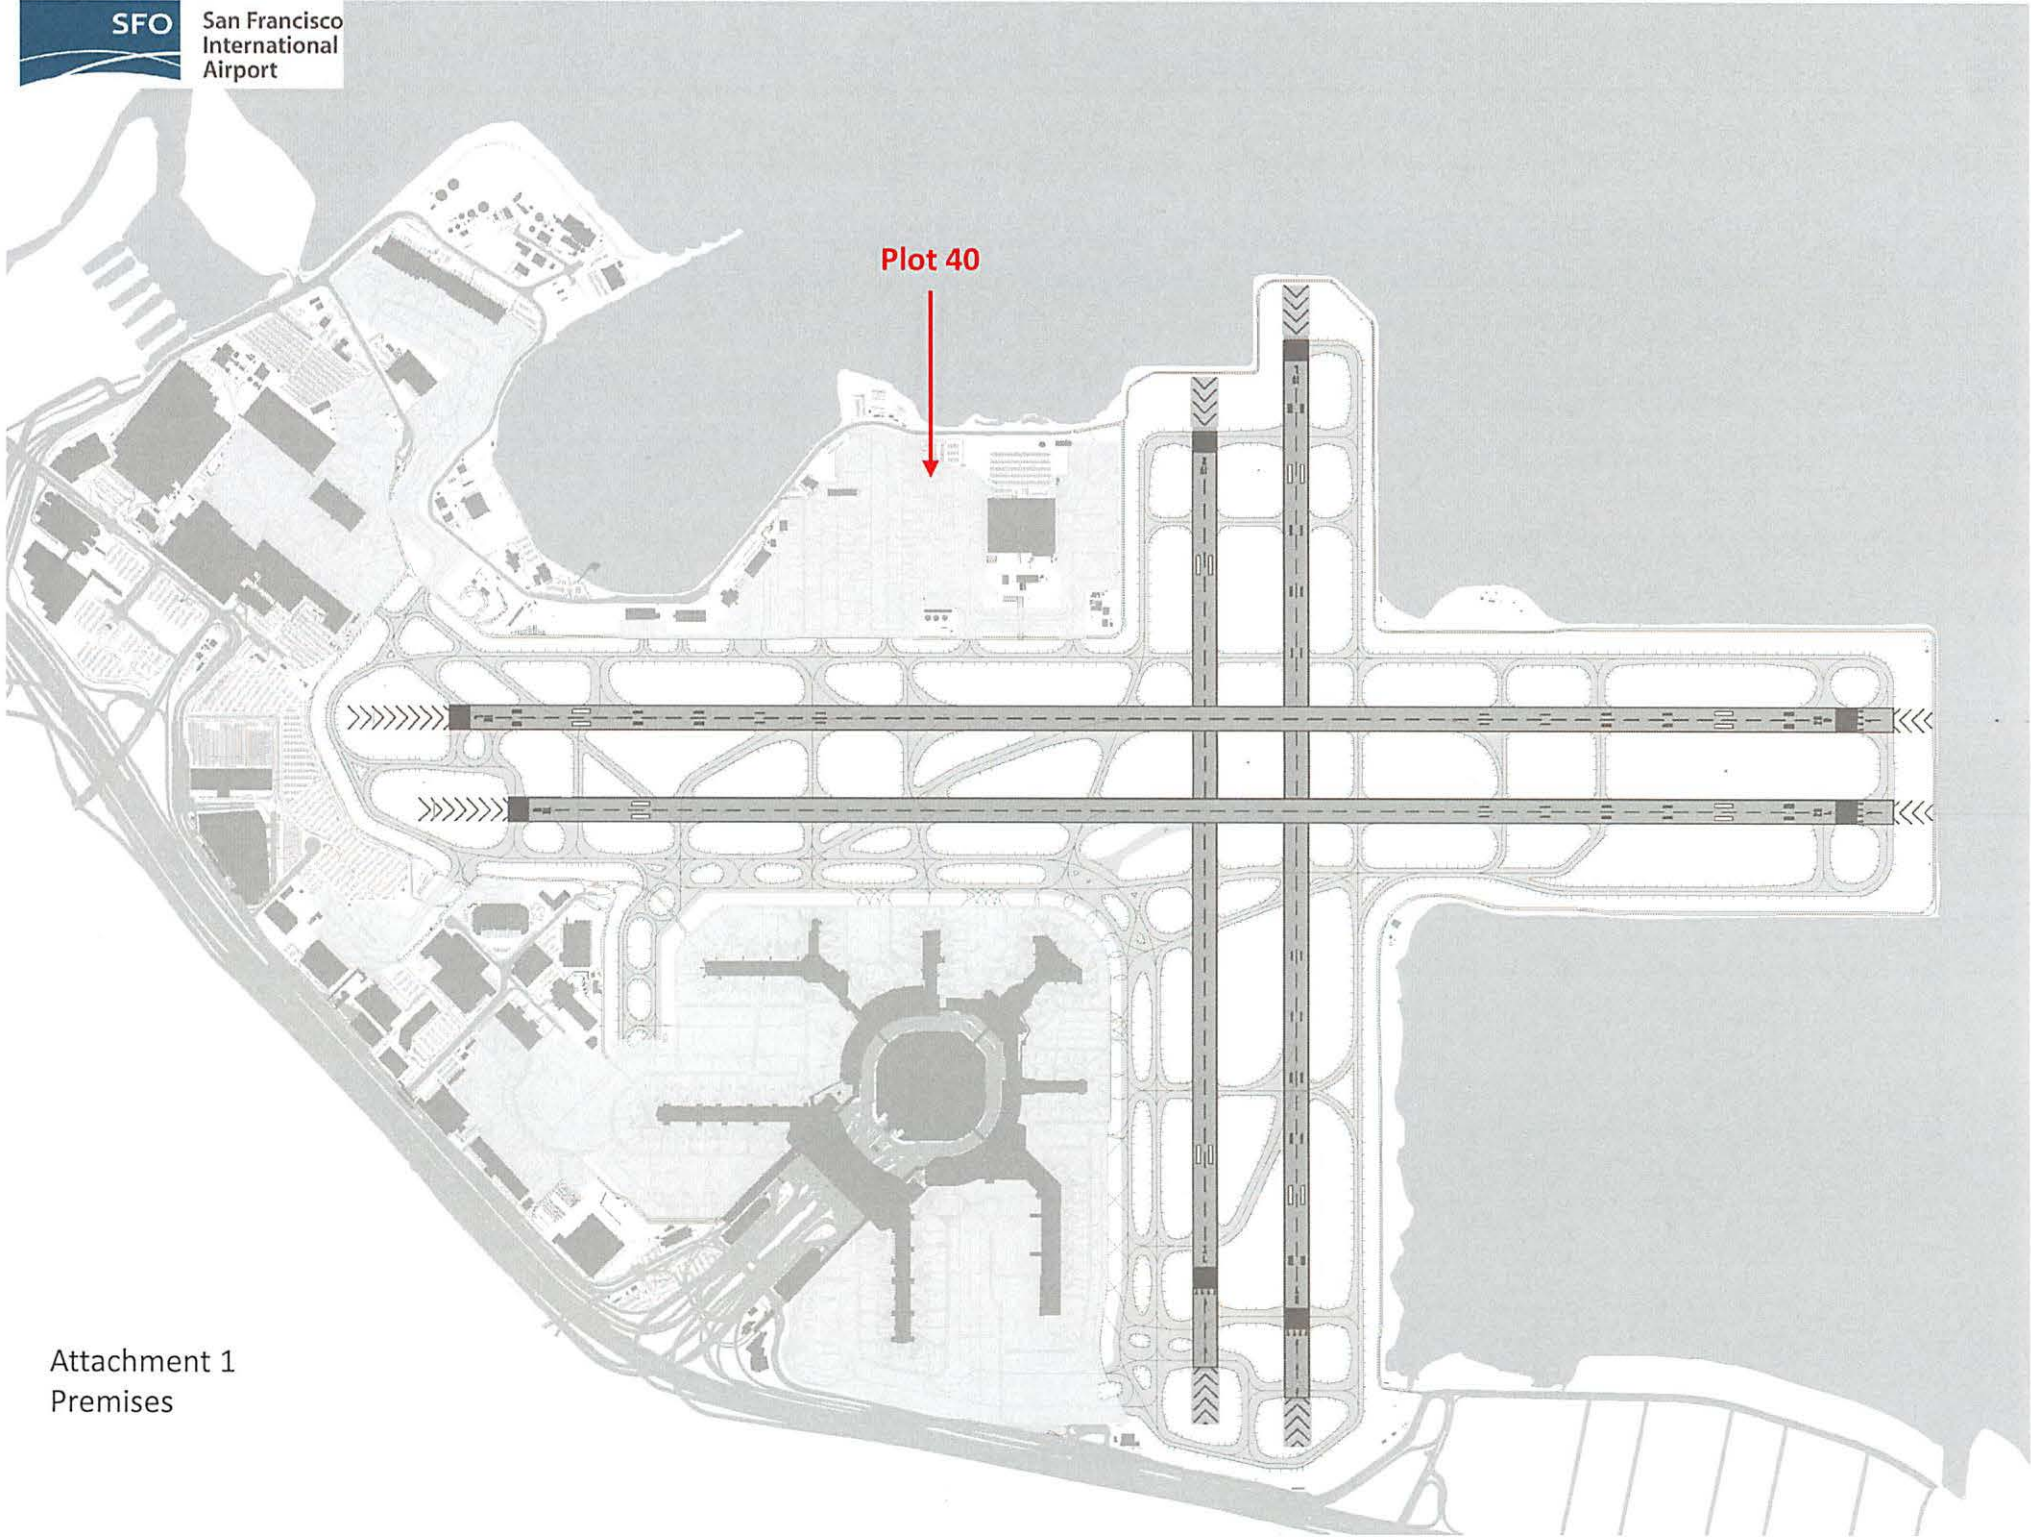 SFO
San Francisco
International
Airport
Plot 40
Attachment 1
Premises